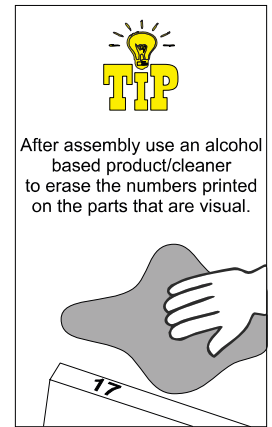 TiP
After assembly use an alcohol
based product/cleaner
to erase the numbers printed
on the parts that are visual.
17